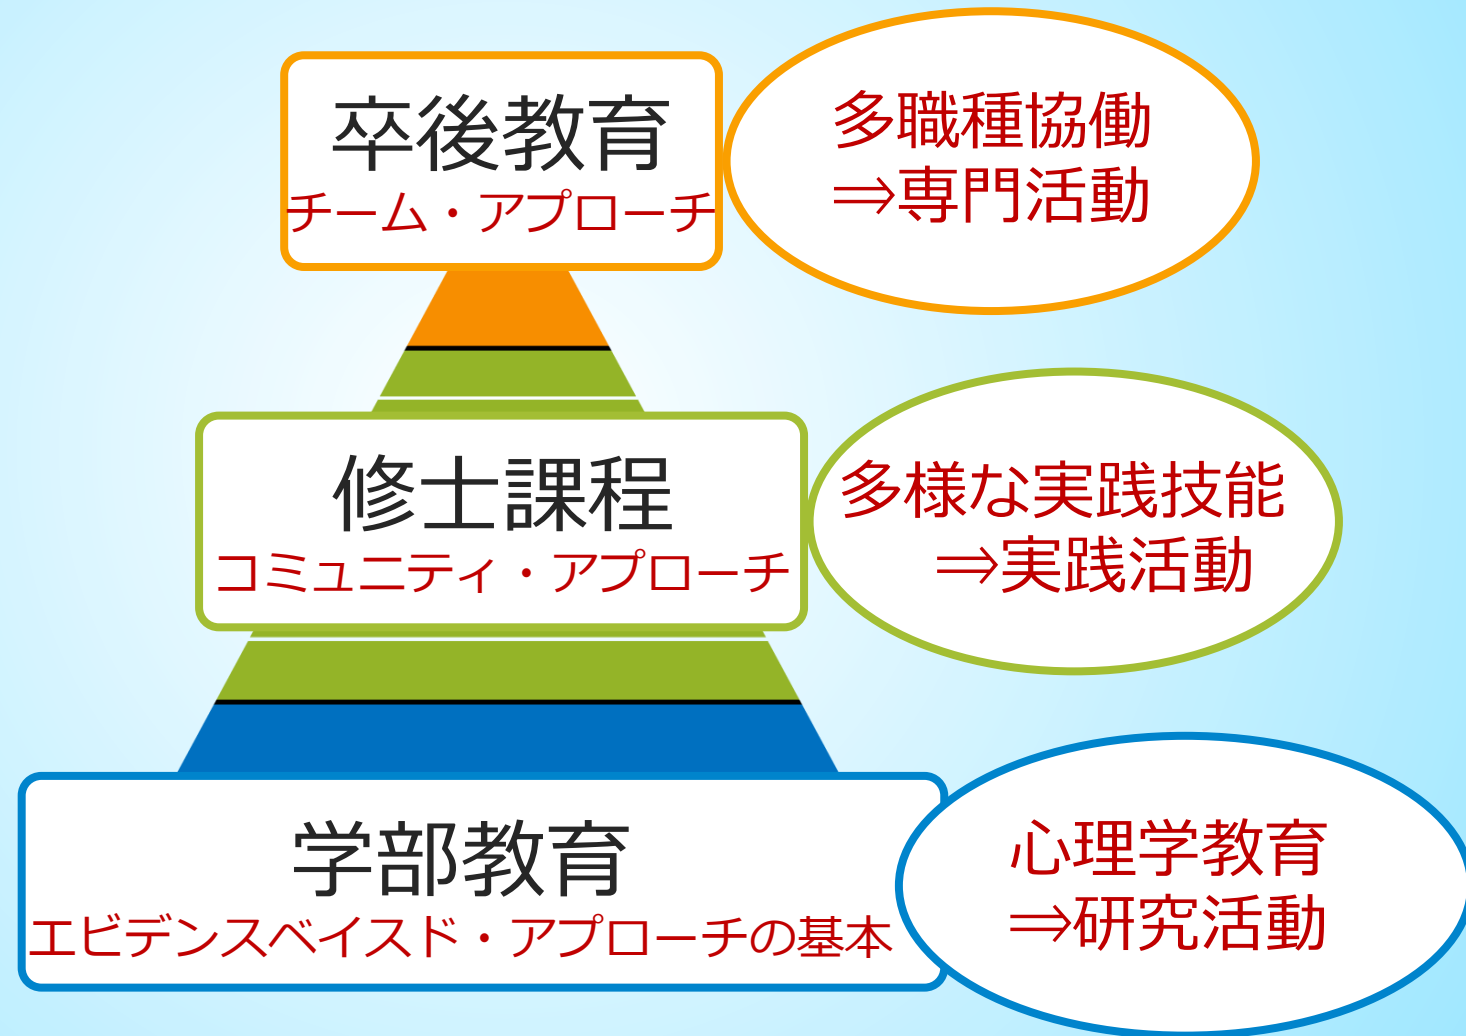 卒後教育
チーム・アプローチ
多職種協働
⇒専門活動
修士課程
コミュニティ・アプローチ
多様な実践技能
⇒実践活動
学部教育
エビデンスベイスド・アプローチの基本
心理学教育
⇒研究活動